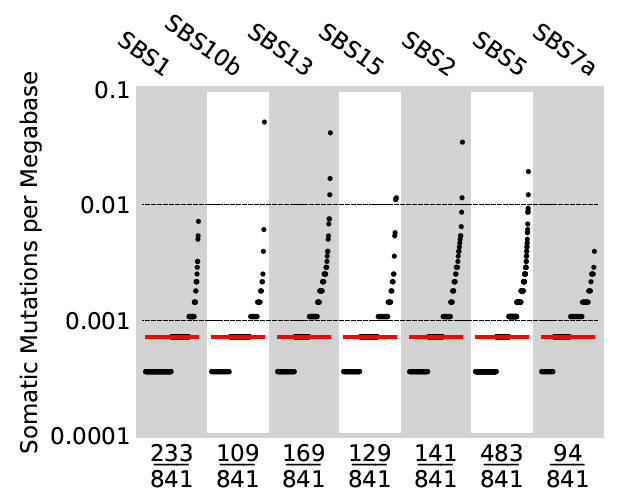 SBS1 SBS10b SBS13 SBS15 SBS2 SBS5 SBS7a
Somatic Mutations per Megabase
0.1
0.01
0.001
0.0001
233 109 169 129 141 483 94
841 841 841 841 841 841 841